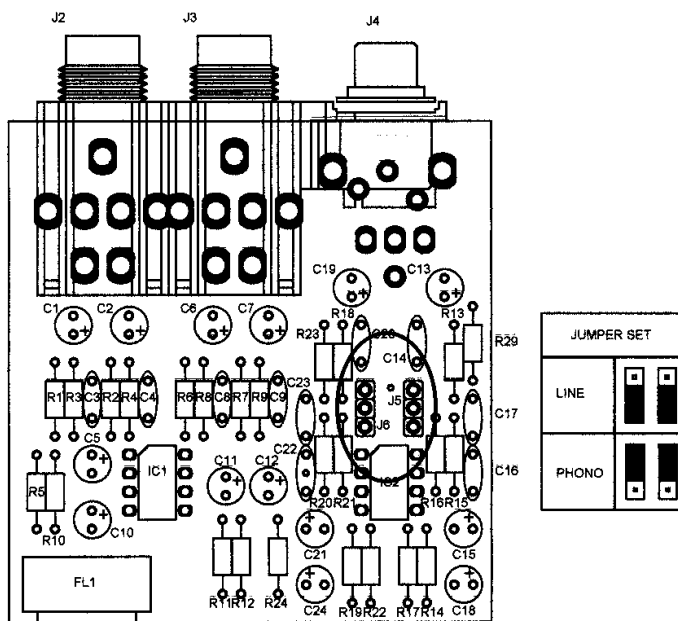 J2 J3 J4
C19 C13
C1 C2 C6 C7 R18 R13
R23 C20 R29
C14
R1 R3 C3 R2 R4 C4 R6 R8 C8 R7 R9 C9 C23 J5 C17
J6
C5 C22
IC1 C11 C12 IC2 C16
R5 R20 R21 R16 R15
C10
R10 C21 C15
FL1
R11 R12 R24 C24 R19 R22 R17 R14 C18
JUMPER SET
LINE
PHONO